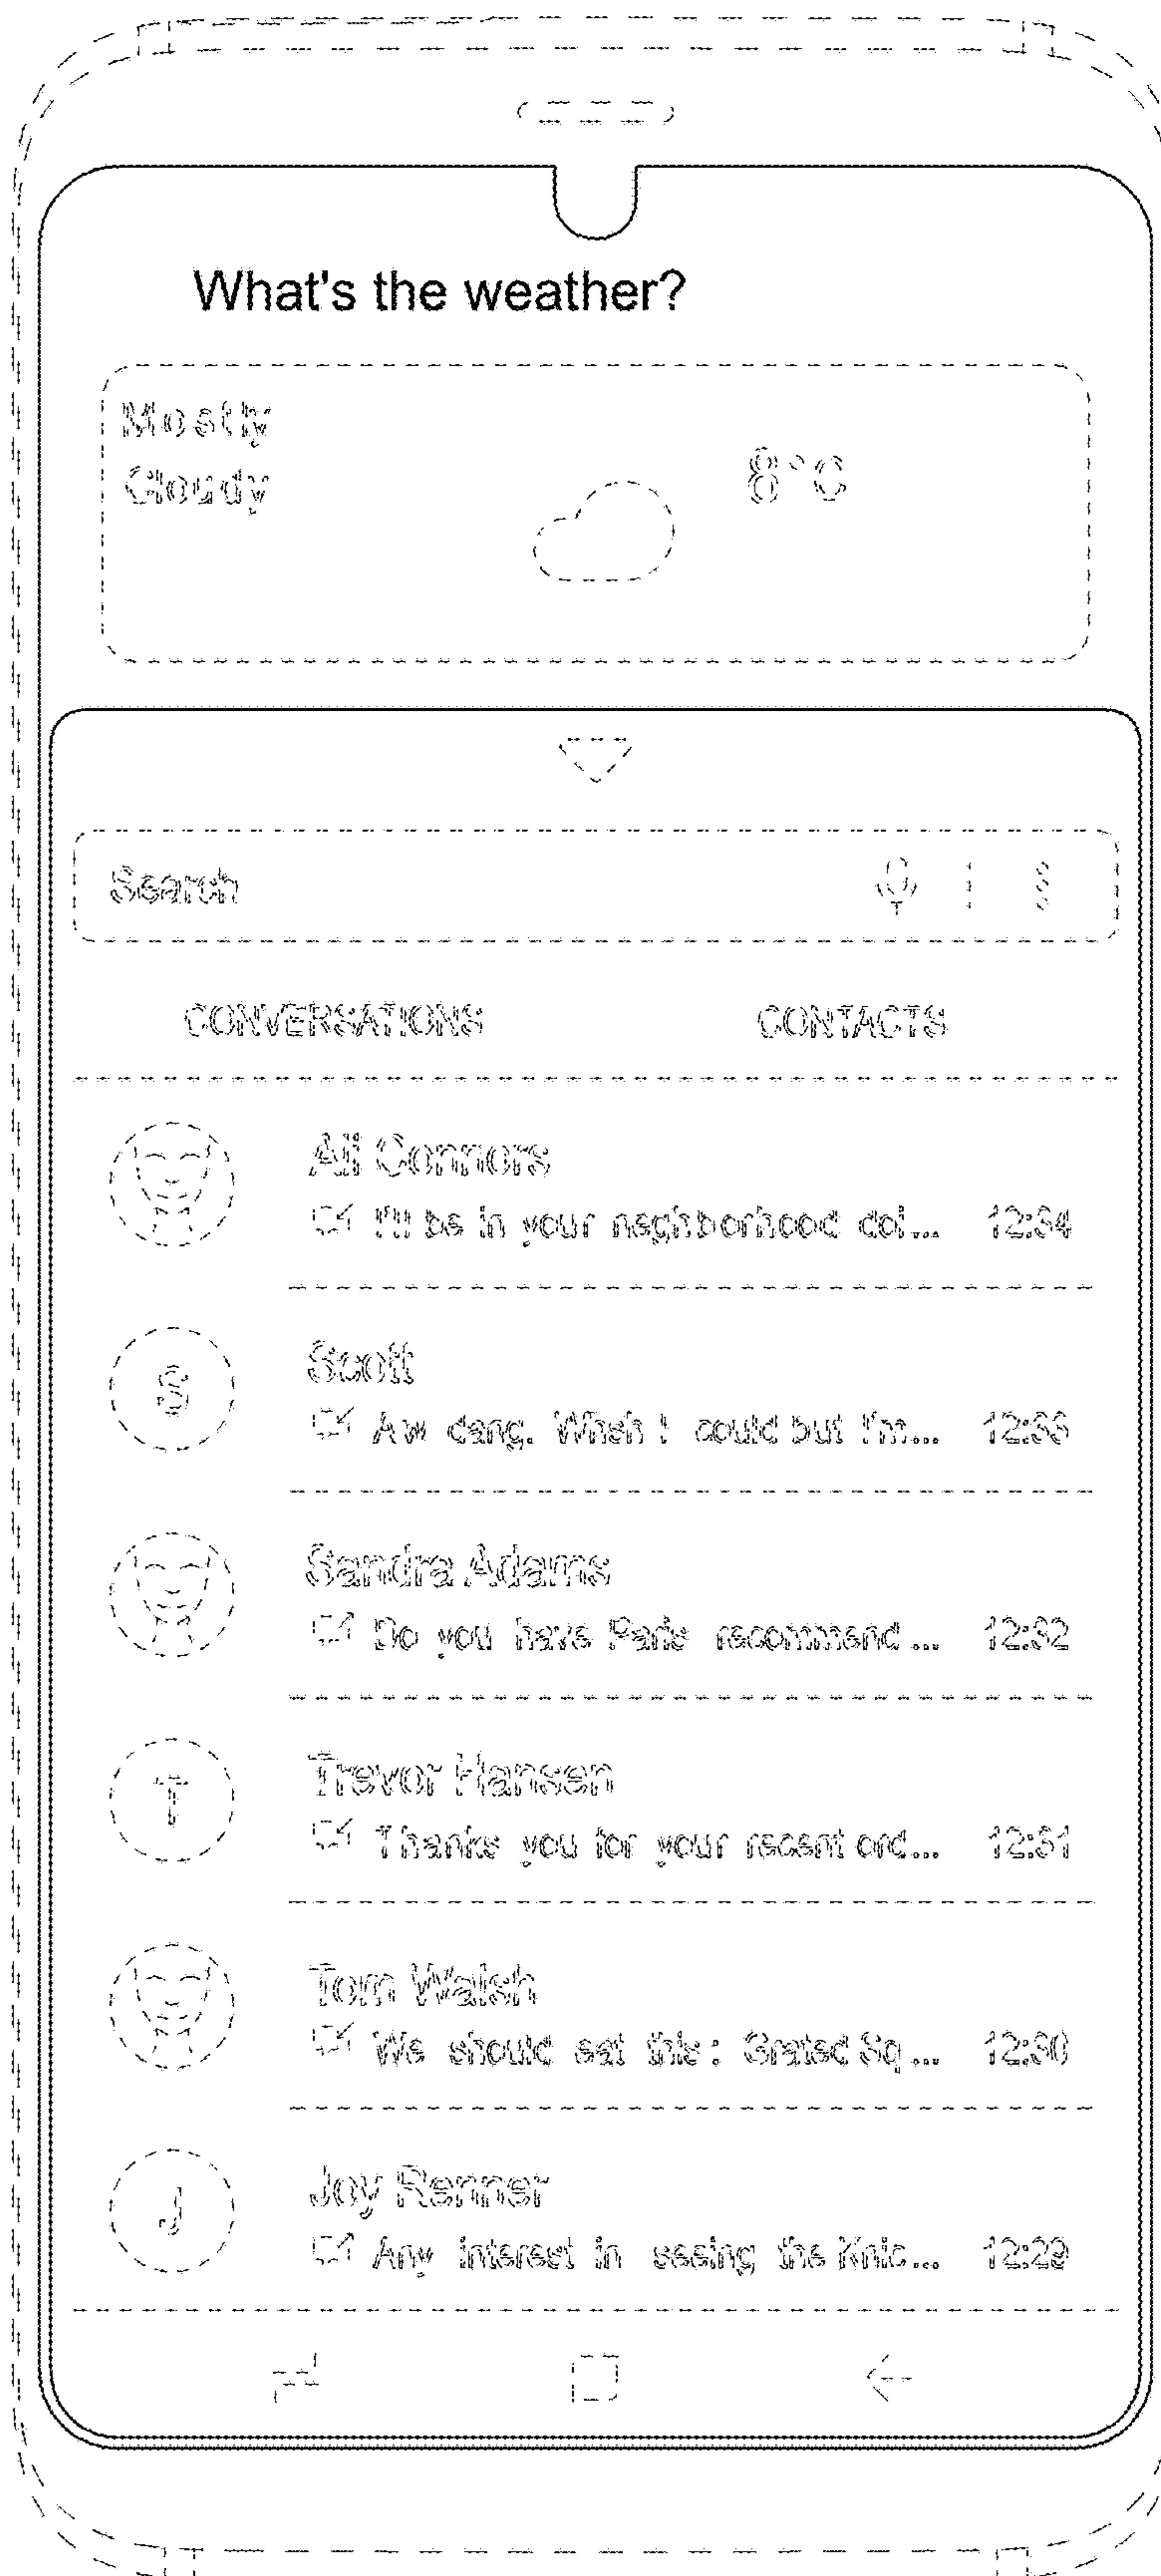 What's the weather?
Mostly
Cloudy
8°C
Search
CONVERSATIONS CONTACTS
Ali Connors
I'll be in your neghborhood doi... 12:34
S
Scott
Aw dang. Wish I could but I'm... 12:33
Sandra Adams
Do you have Paris recommend... 12:32
T
Trevor Hansen
Thanks you for your recent ord... 12:31
Tom Walsh
We should eat this: Grated Sq... 12:30
J
Joy Renner
Any interest in seeing the Knic... 12:29